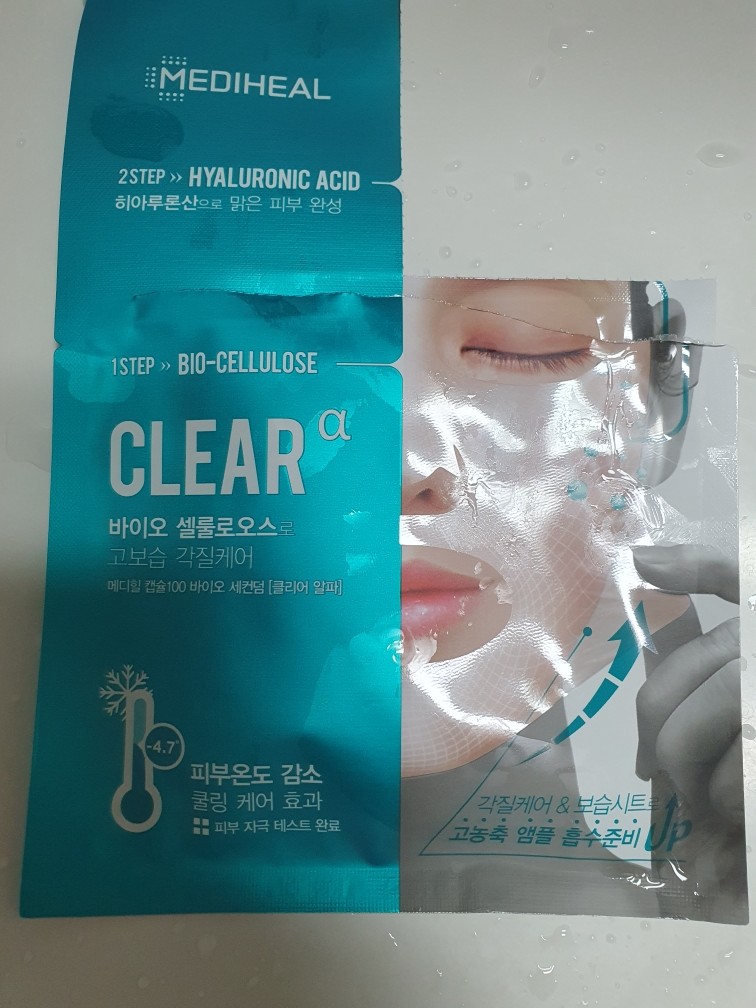 MEDIHEAL
2STEP >> HYALURONIC ACID
히아루론산으로 맑은 피부 완성
1STEP >> BIO-CELLULOSE
CLEAR α
바이오 셀룰로오스로
고보습 각질케어
메디힐 캡슐100 바이오 세컨덤 [클리어 알파]
-4.7°
피부온도 감소
쿨링 케어 효과
피부 자극 테스트 완료
각질케어 & 보습시트로
고농축 앰플 흡수준비 UP